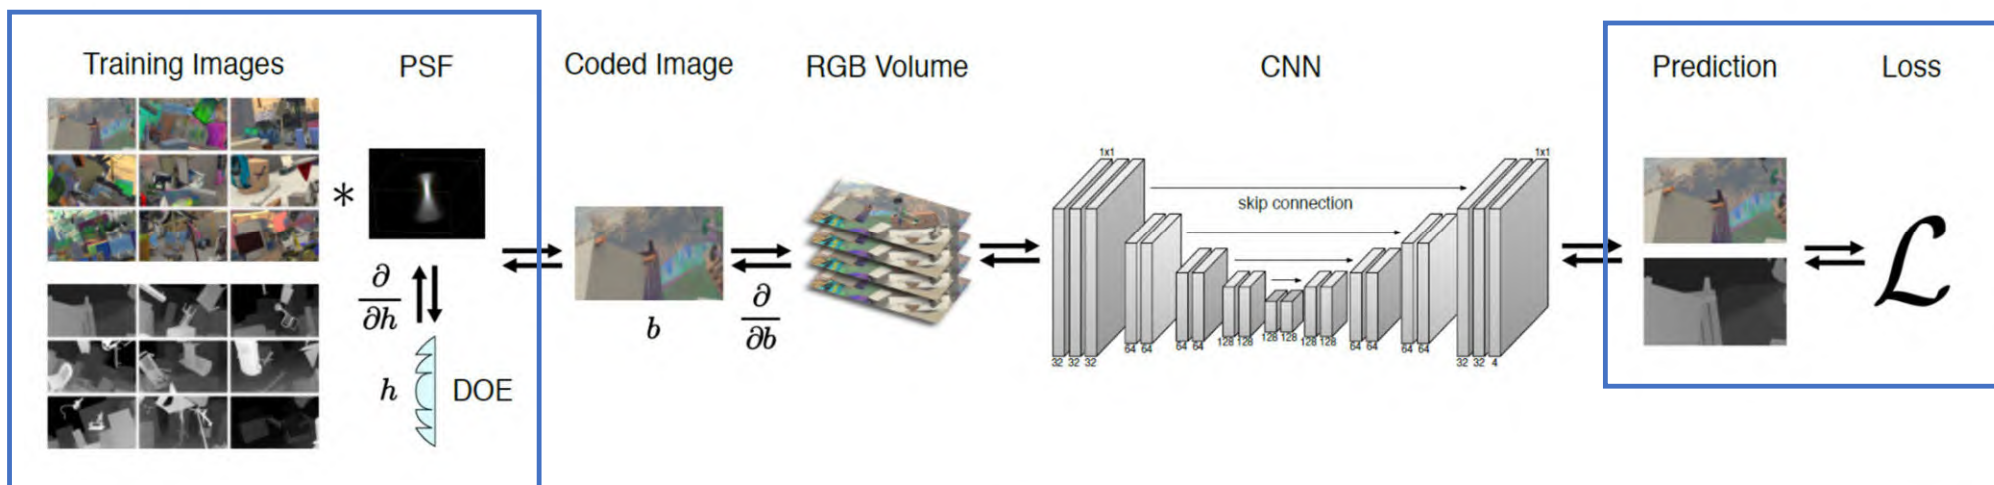 Training Images
PSF
Coded Image
RGB Volume
CNN
Prediction
Loss
*
1x1
1x1
skip connection
∂
∂h
b
∂
∂b
h
DOE
32 32 32
64 64
64 64
128 128
128 128
128 128
64 64
64 64
32 32 4
ℒ